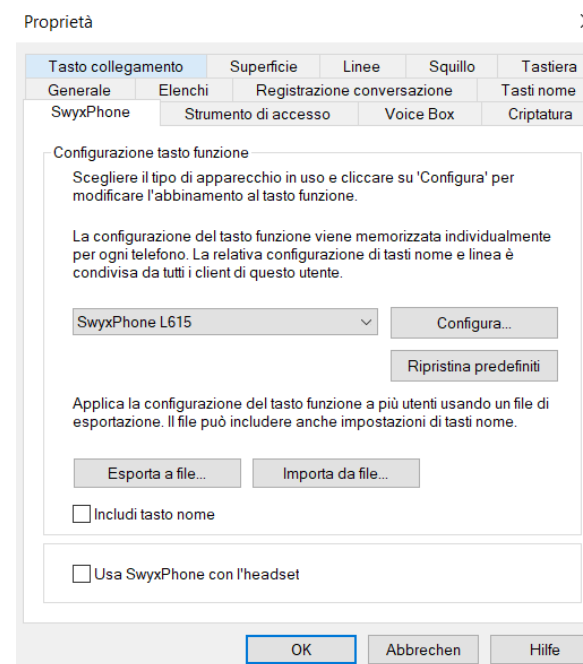 Proprietà
Tasto collegamento Superficie Linee Squillo Tastiera
Generale Elenchi Registrazione conversazione Tasti nome
SwyxPhone Strumento di accesso Voice Box Criptatura
Configurazione tasto funzione
Scegliere il tipo di apparecchio in uso e cliccare su 'Configura' per
modificare l'abbinamento al tasto funzione.
La configurazione del tasto funzione viene memorizzata individualmente
per ogni telefono. La relativa configurazione di tasti nome e linea è
condivisa da tutti i client di questo utente.
SwyxPhone L615 Configura...
Ripristina predefiniti
Applica la configurazione del tasto funzione a più utenti usando un file di
esportazione. Il file può includere anche impostazioni di tasti nome.
Esporta a file... Importa da file...
Includi tasto nome
Usa SwyxPhone con l'headset
OK Abbrechen Hilfe